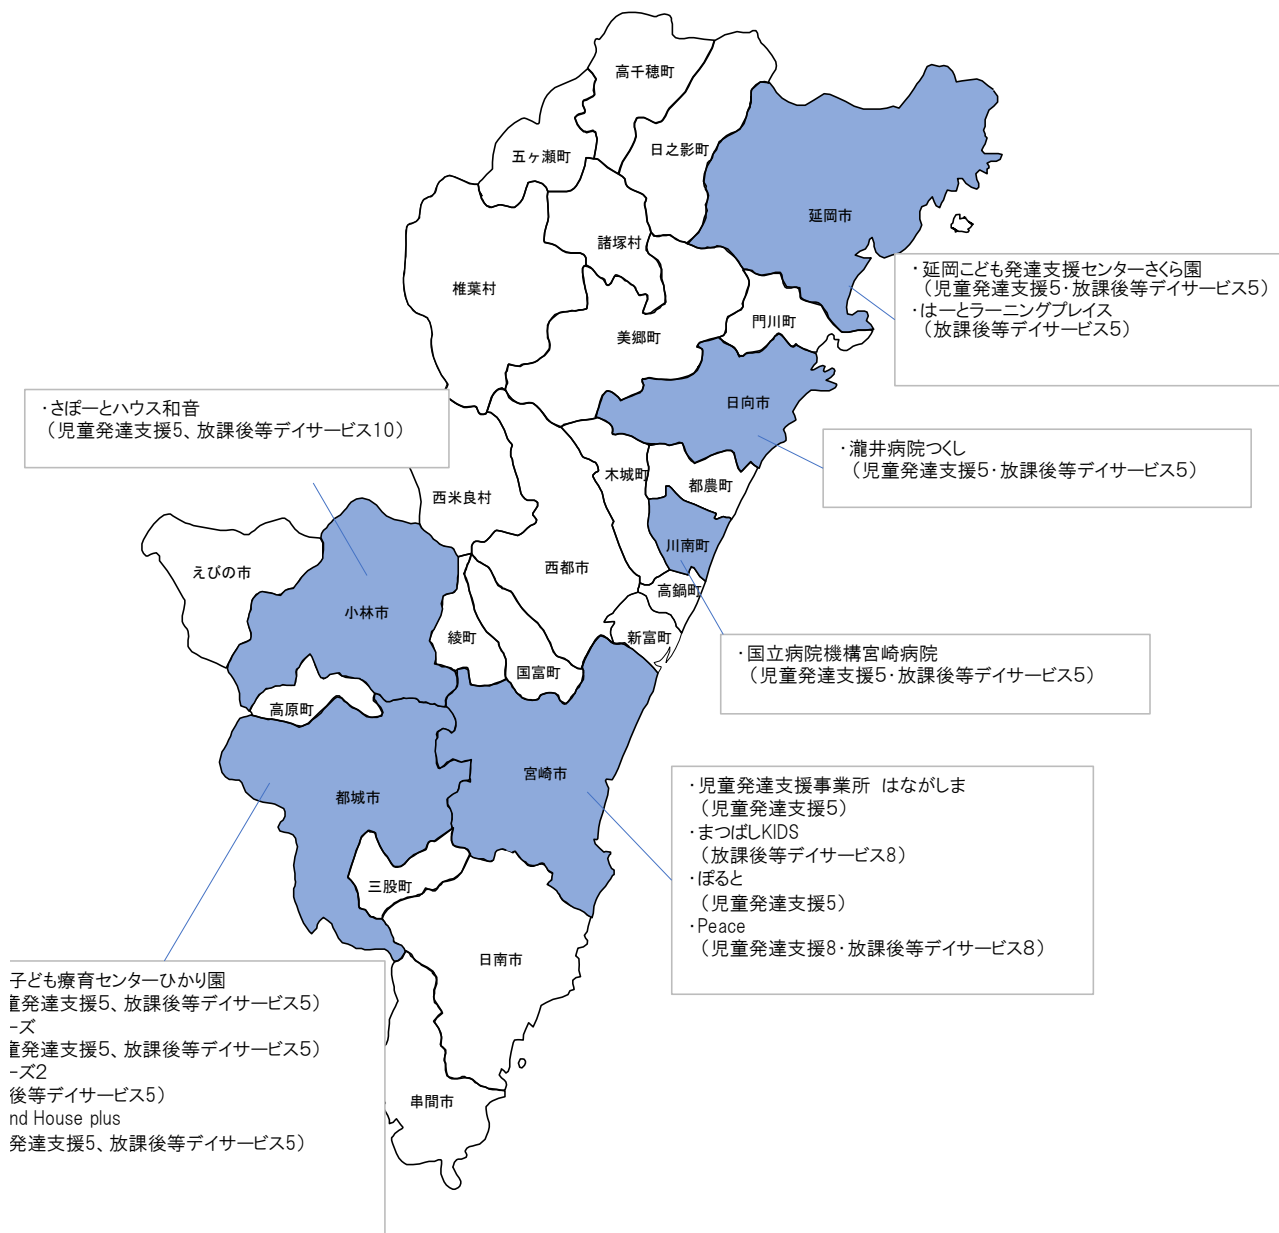 高千穂町
五ヶ瀬町
日之影町
延岡市
諸塚村
椎葉村
美郷町
門川町
・延岡こども発達支援センターさくら園
（児童発達支援5・放課後等デイサービス5）
・はーとラーニングプレイス
（放課後等デイサービス5）
日向市
・さぽーとハウス和音
（児童発達支援5、放課後等デイサービス10）
・瀧井病院つくし
（児童発達支援5・放課後等デイサービス5）
木城町
都農町
西米良村
川南町
えびの市
西都市
高鍋町
小林市
綾町
新富町
国富町
・国立病院機構宮崎病院
（児童発達支援5・放課後等デイサービス5）
高原町
宮崎市
都城市
・児童発達支援事業所 はながしま
（児童発達支援5）
・まつばしKIDS
（放課後等デイサービス8）
・ぽると
（児童発達支援5）
・Peace
（児童発達支援8・放課後等デイサービス8）
三股町
日南市
子ども療育センターひかり園
童発達支援5、放課後等デイサービス5）
ーズ
童発達支援5、放課後等デイサービス5）
ーズ2
後等デイサービス5）
nd House plus
発達支援5、放課後等デイサービス5）
串間市